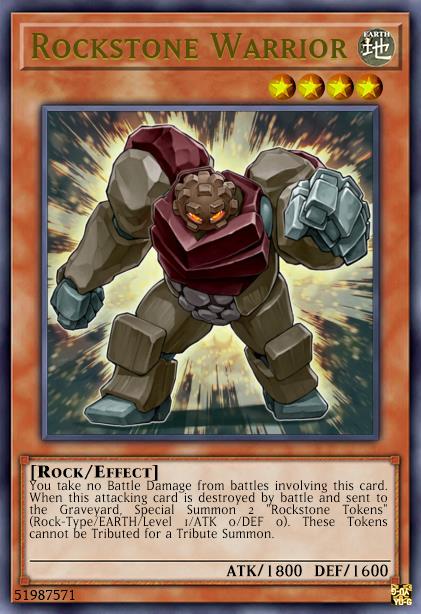 Rockstone Warrior
EARTH
地
[Rock/Effect]
You take no Battle Damage from battles involving this card.
When this attacking card is destroyed by battle and sent to
the Graveyard, Special Summon 2 "Rockstone Tokens"
(Rock-Type/EARTH/Level 1/ATK 0/DEF 0). These Tokens
cannot be Tributed for a Tribute Summon.
ATK/1800 DEF/1600
51987571